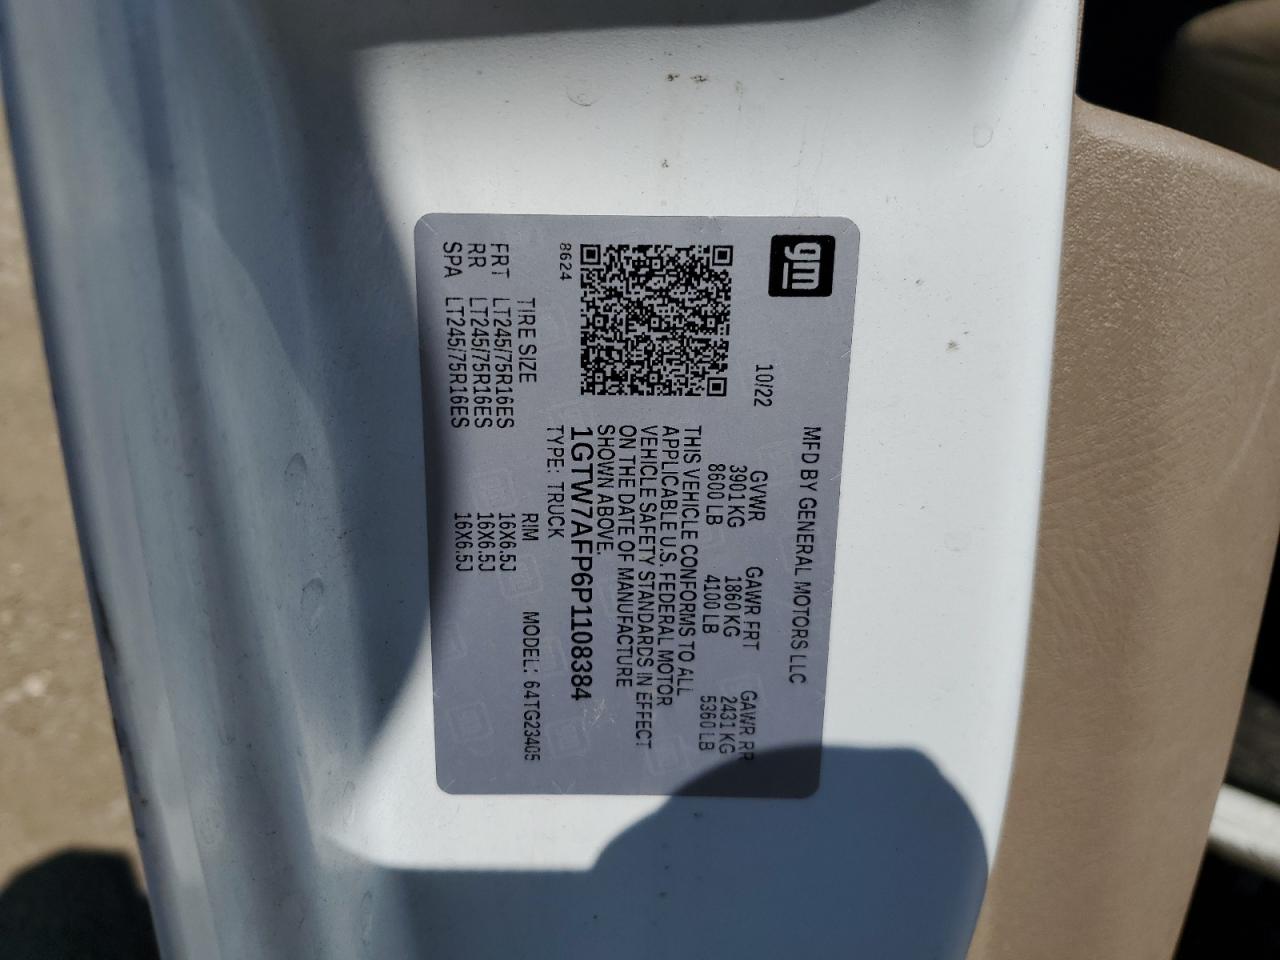 gm
MFD BY GENERAL MOTORS LLC
10/22
GVWR GAWR FRT GAWR RR
3901 KG 1860 KG 2431 KG
8600 LB 4100 LB 5360 LB
THIS VEHICLE CONFORMS TO ALL
APPLICABLE U.S. FEDERAL MOTOR
VEHICLE SAFETY STANDARDS IN EFFECT
ON THE DATE OF MANUFACTURE
SHOWN ABOVE.
1GTW7AFP6P1108384
8624
TYPE: TRUCK
TIRE SIZE RIM MODEL: 64TG23405
FRT LT245/75R16ES 16X6.5J
RR LT245/75R16ES 16X6.5J
SPA LT245/75R16ES 16X6.5J